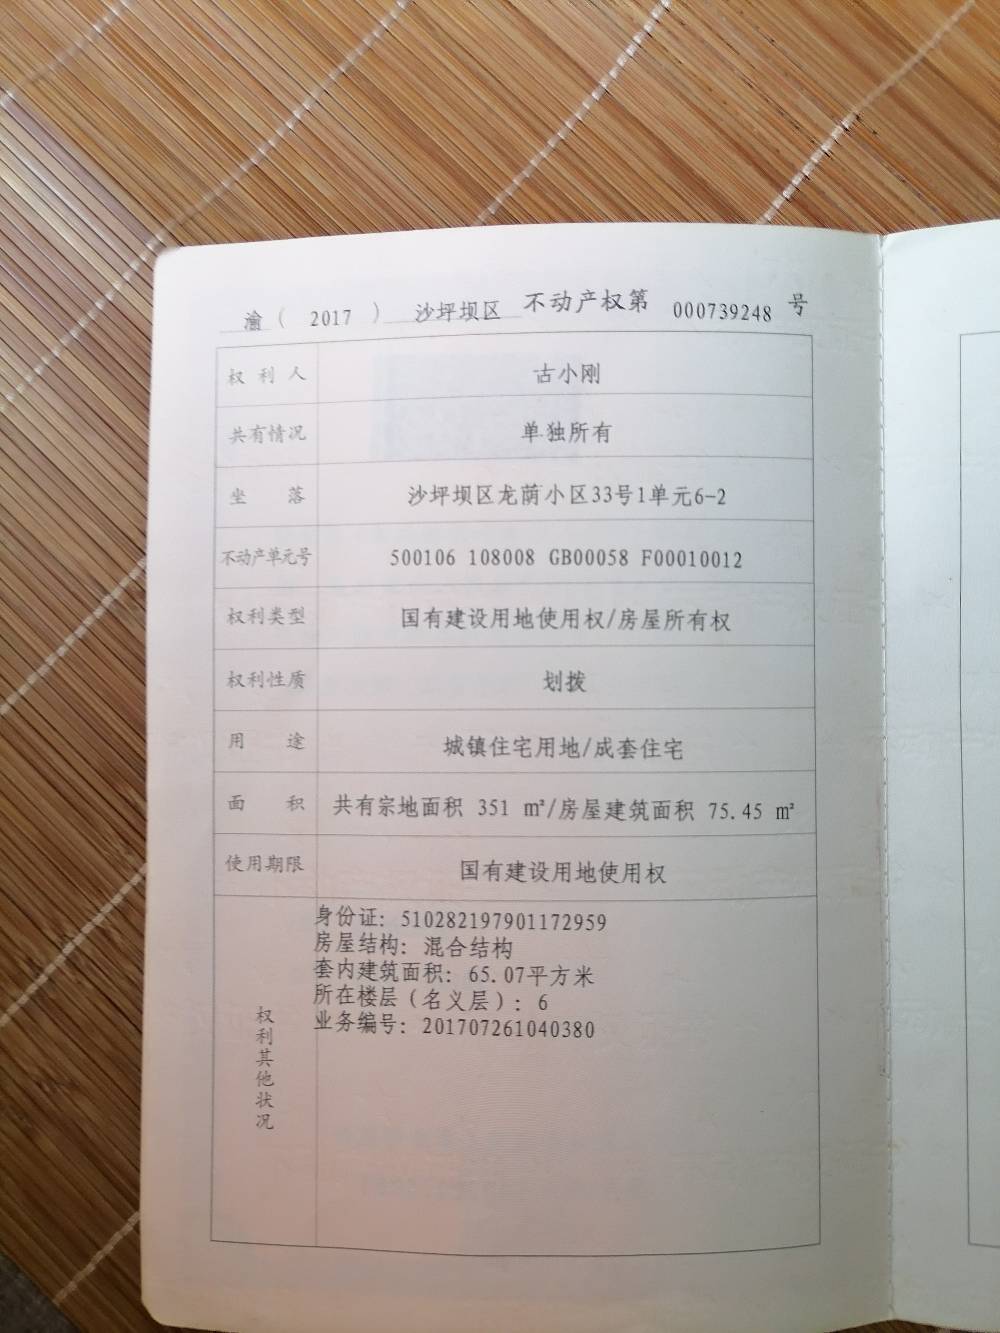 渝（ 2017 ） 沙坪坝区 不动产权第 000739248 号
权利人 古小刚
共有情况 单独所有
坐落 沙坪坝区龙荫小区33号1单元6-2
不动产单元号 500106 108008 GB00058 F00010012
权利类型 国有建设用地使用权/房屋所有权
权利性质 划拨
用途 城镇住宅用地/成套住宅
面积 共有宗地面积 351 ㎡/房屋建筑面积 75.45 ㎡
使用期限 国有建设用地使用权
权利其他状况
身份证：510282197901172959
房屋结构：混合结构
套内建筑面积：65.07平方米
所在楼层（名义层）：6
业务编号：201707261040380